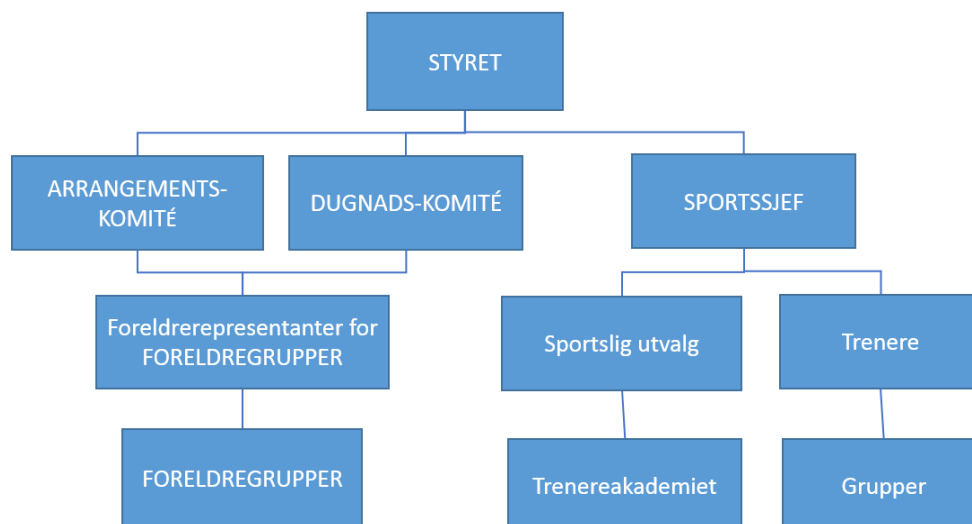 STYRET
ARRANGEMENTS-
KOMITÉ
DUGNADS-KOMITÉ
SPORTSSJEF
Foreldrerepresentanter for
FORELDREGRUPPER
Sportslig utvalg
Trenere
FORELDREGRUPPER
Trenereakademiet
Grupper